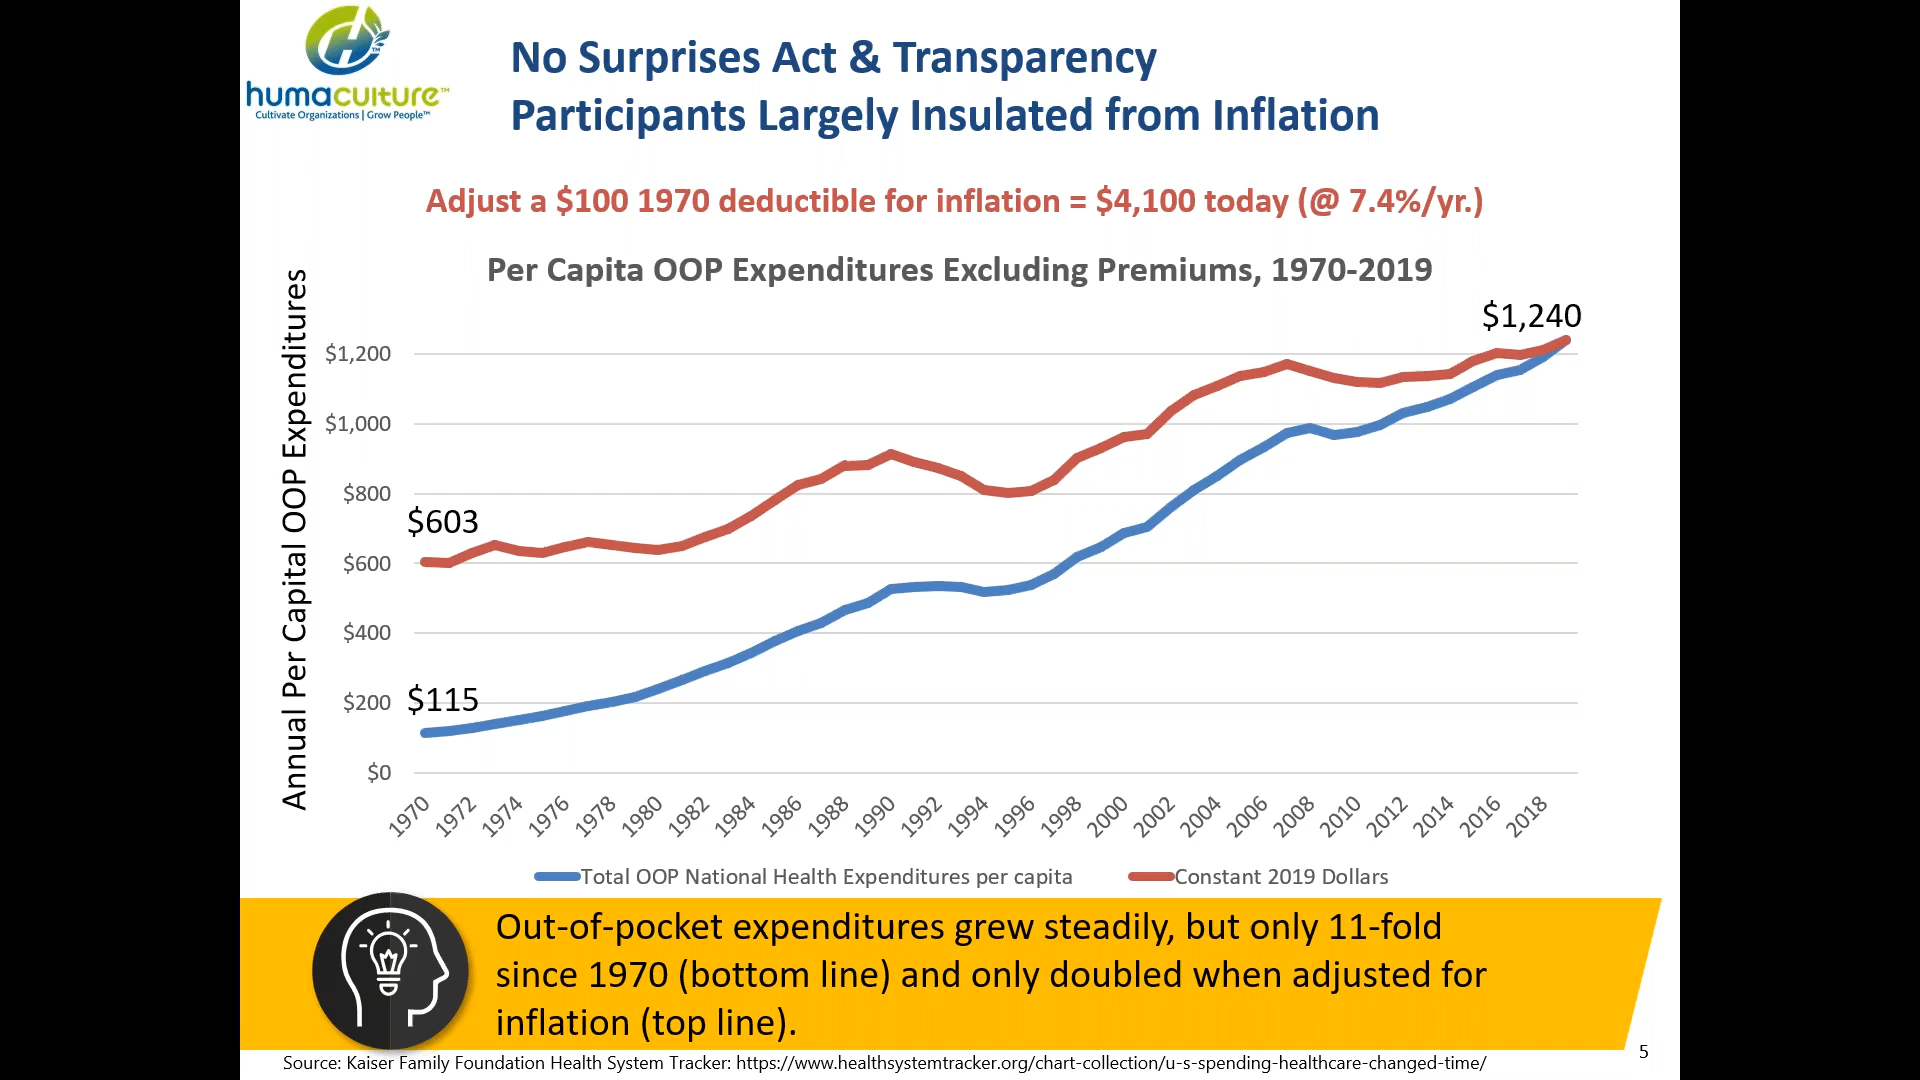 humaculture™
Cultivate Organizations | Grow People™
No Surprises Act & Transparency
Participants Largely Insulated from Inflation
Adjust a $100 1970 deductible for inflation = $4,100 today (@ 7.4%/yr.)
Per Capita OOP Expenditures Excluding Premiums, 1970-2019
Annual Per Capital OOP Expenditures
$1,240
$1,200
$1,000
$800
$603
$600
$400
$200
$115
$0
1970 1972 1974 1976 1978 1980 1982 1984 1986 1988 1990 1992 1994 1996 1998 2000 2002 2004 2006 2008 2010 2012 2014 2016 2018
Total OOP National Health Expenditures per capita
Constant 2019 Dollars
Out-of-pocket expenditures grew steadily, but only 11-fold
since 1970 (bottom line) and only doubled when adjusted for
inflation (top line).
Source: Kaiser Family Foundation Health System Tracker: https://www.healthsystemtracker.org/chart-collection/u-s-spending-healthcare-changed-time/
5